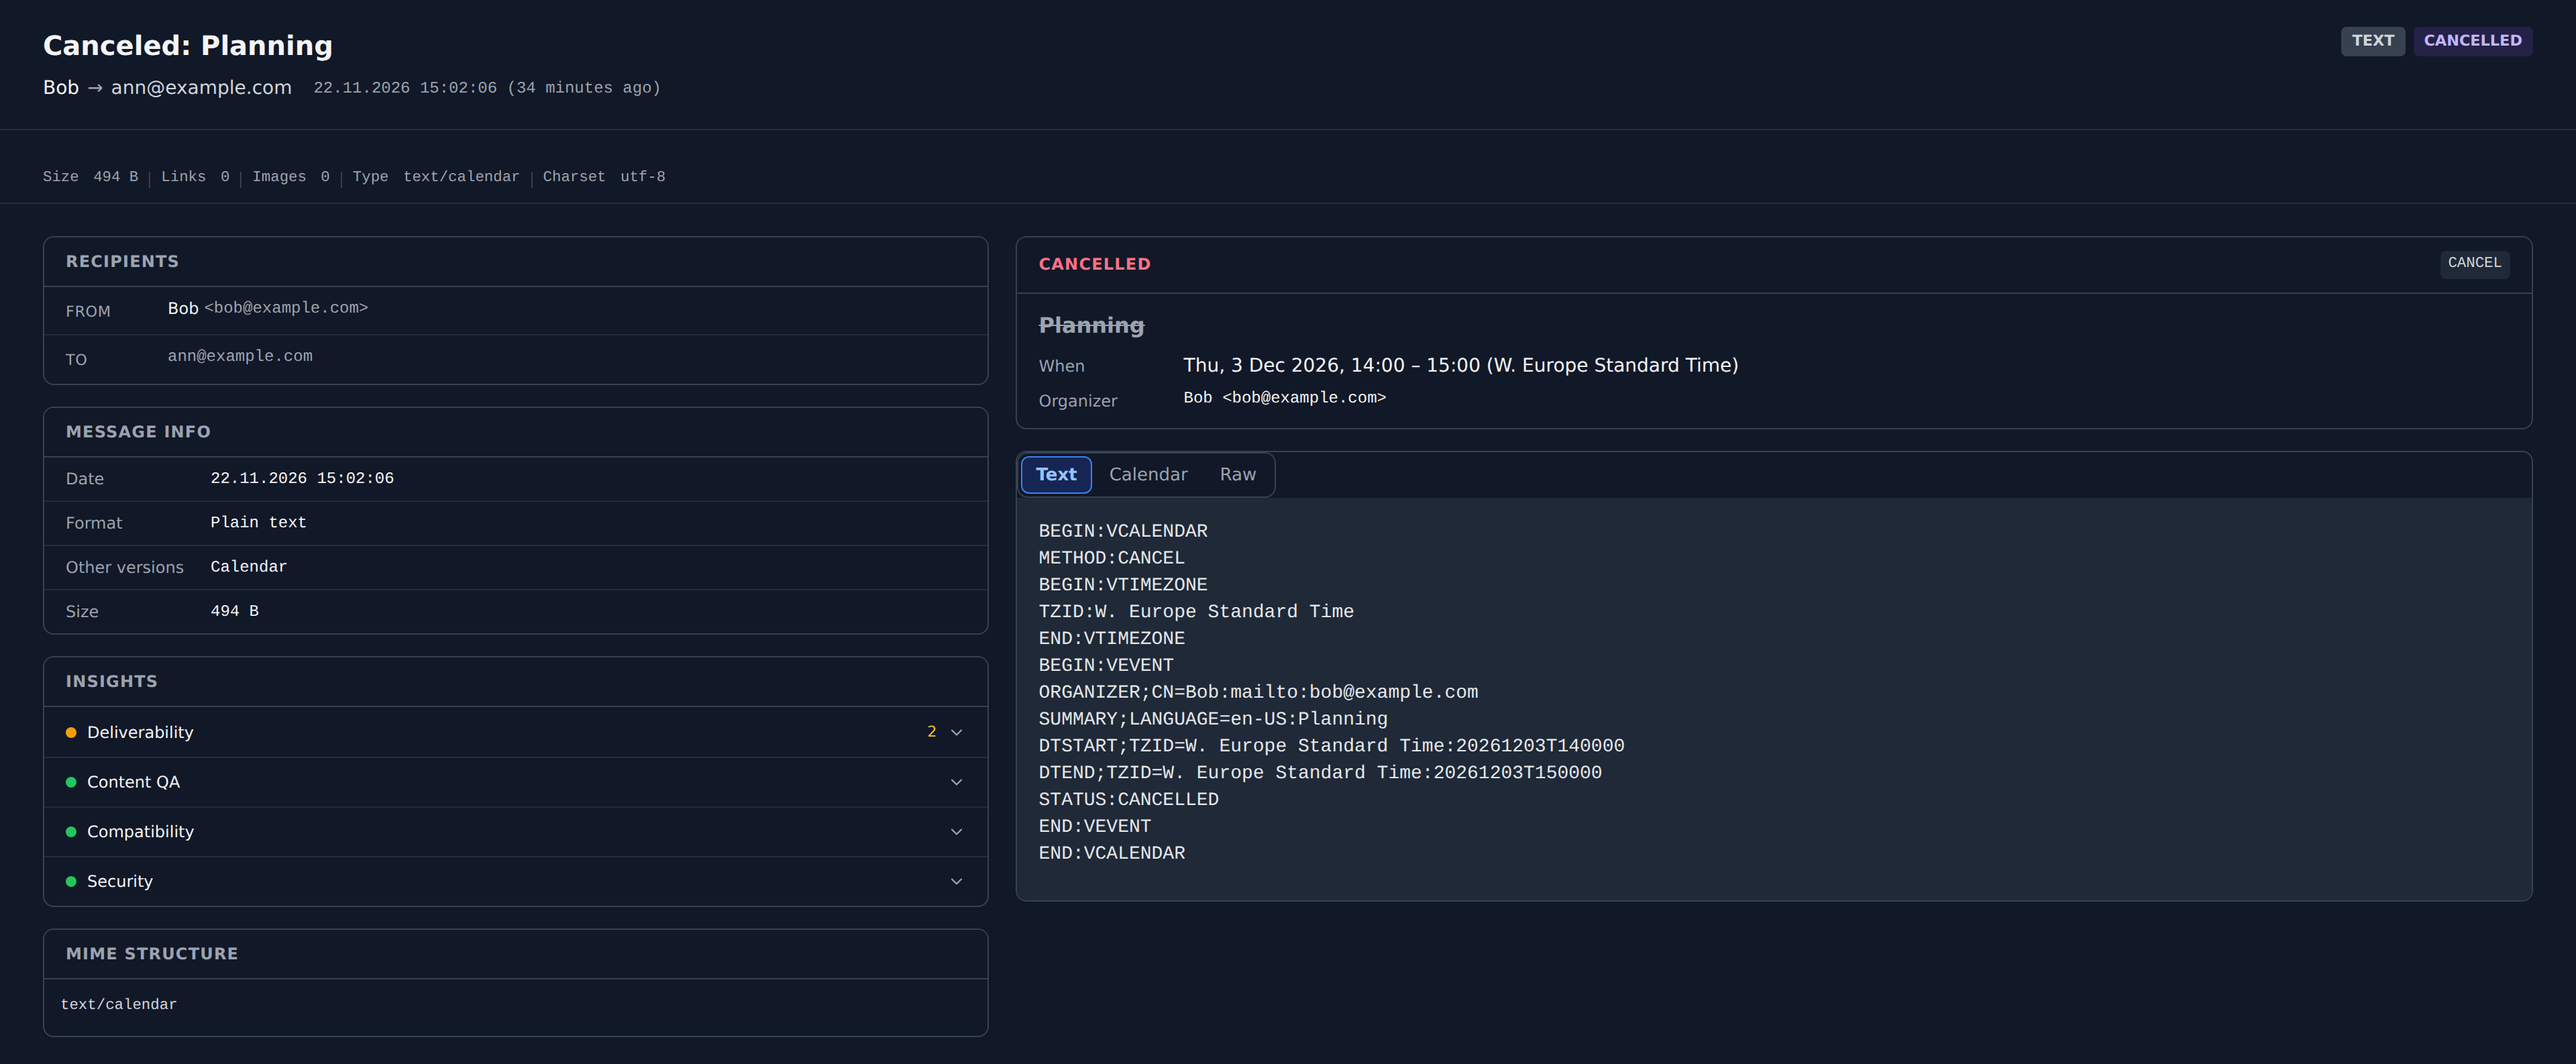 Canceled: Planning
TEXT CANCELLED
Bob → ann@example.com 22.11.2026 15:02:06 (34 minutes ago)
Size 494 B Links 0 Images 0 Type text/calendar Charset utf-8
RECIPIENTS
FROM Bob <bob@example.com>
TO ann@example.com
MESSAGE INFO
Date 22.11.2026 15:02:06
Format Plain text
Other versions Calendar
Size 494 B
INSIGHTS
Deliverability 2
Content QA
Compatibility
Security
MIME STRUCTURE
text/calendar
CANCELLED CANCEL
Planning
When Thu, 3 Dec 2026, 14:00 – 15:00 (W. Europe Standard Time)
Organizer Bob <bob@example.com>
Text Calendar Raw
BEGIN:VCALENDAR
METHOD:CANCEL
BEGIN:VTIMEZONE
TZID:W. Europe Standard Time
END:VTIMEZONE
BEGIN:VEVENT
ORGANIZER;CN=Bob:mailto:bob@example.com
SUMMARY;LANGUAGE=en-US:Planning
DTSTART;TZID=W. Europe Standard Time:20261203T140000
DTEND;TZID=W. Europe Standard Time:20261203T150000
STATUS:CANCELLED
END:VEVENT
END:VCALENDAR